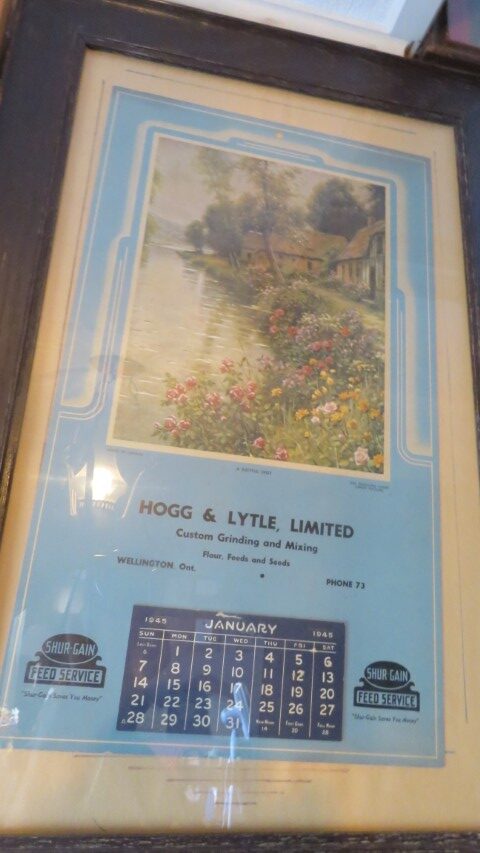 A RESTFUL SPOT
HOGG & LYTLE, LIMITED
Custom Grinding and Mixing
Flour, Feeds and Seeds
WELLINGTON Ont.
PHONE 73
1945 JANUARY 1945
SUN MON TUE WED THU FRI SAT
1 2 3 4 5 6
7 8 9 10 11 12 13
14 15 16 17 18 19 20
21 22 23 24 25 26 27
28 29 30 31
SHUR-GAIN
FEED SERVICE
"Shur-Gain Saves You Money"
SHUR-GAIN
FEED SERVICE
"Shur-Gain Saves You Money"